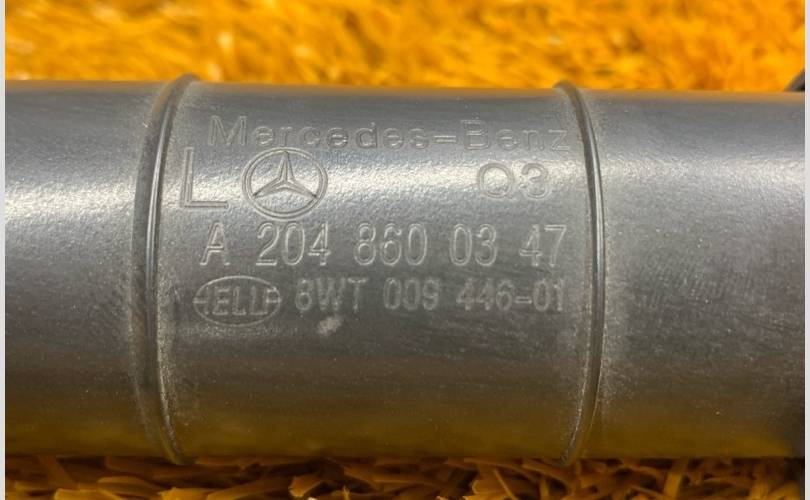 Mercedes-Benz
L Q3
A 204 860 03 47
HELLA 8WT 009 446-01